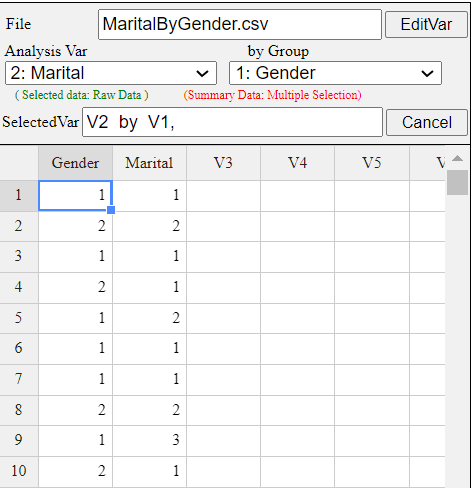 File MaritalByGender.csv EditVar
Analysis Var by Group
2: Marital 1: Gender
( Selected data: Raw Data ) (Summary Data: Multiple Selection)
SelectedVar V2 by V1, Cancel
Gender Marital V3 V4 V5 V
1 1 1
2 2 2
3 1 1
4 2 1
5 1 2
6 1 1
7 1 1
8 2 2
9 1 3
10 2 1